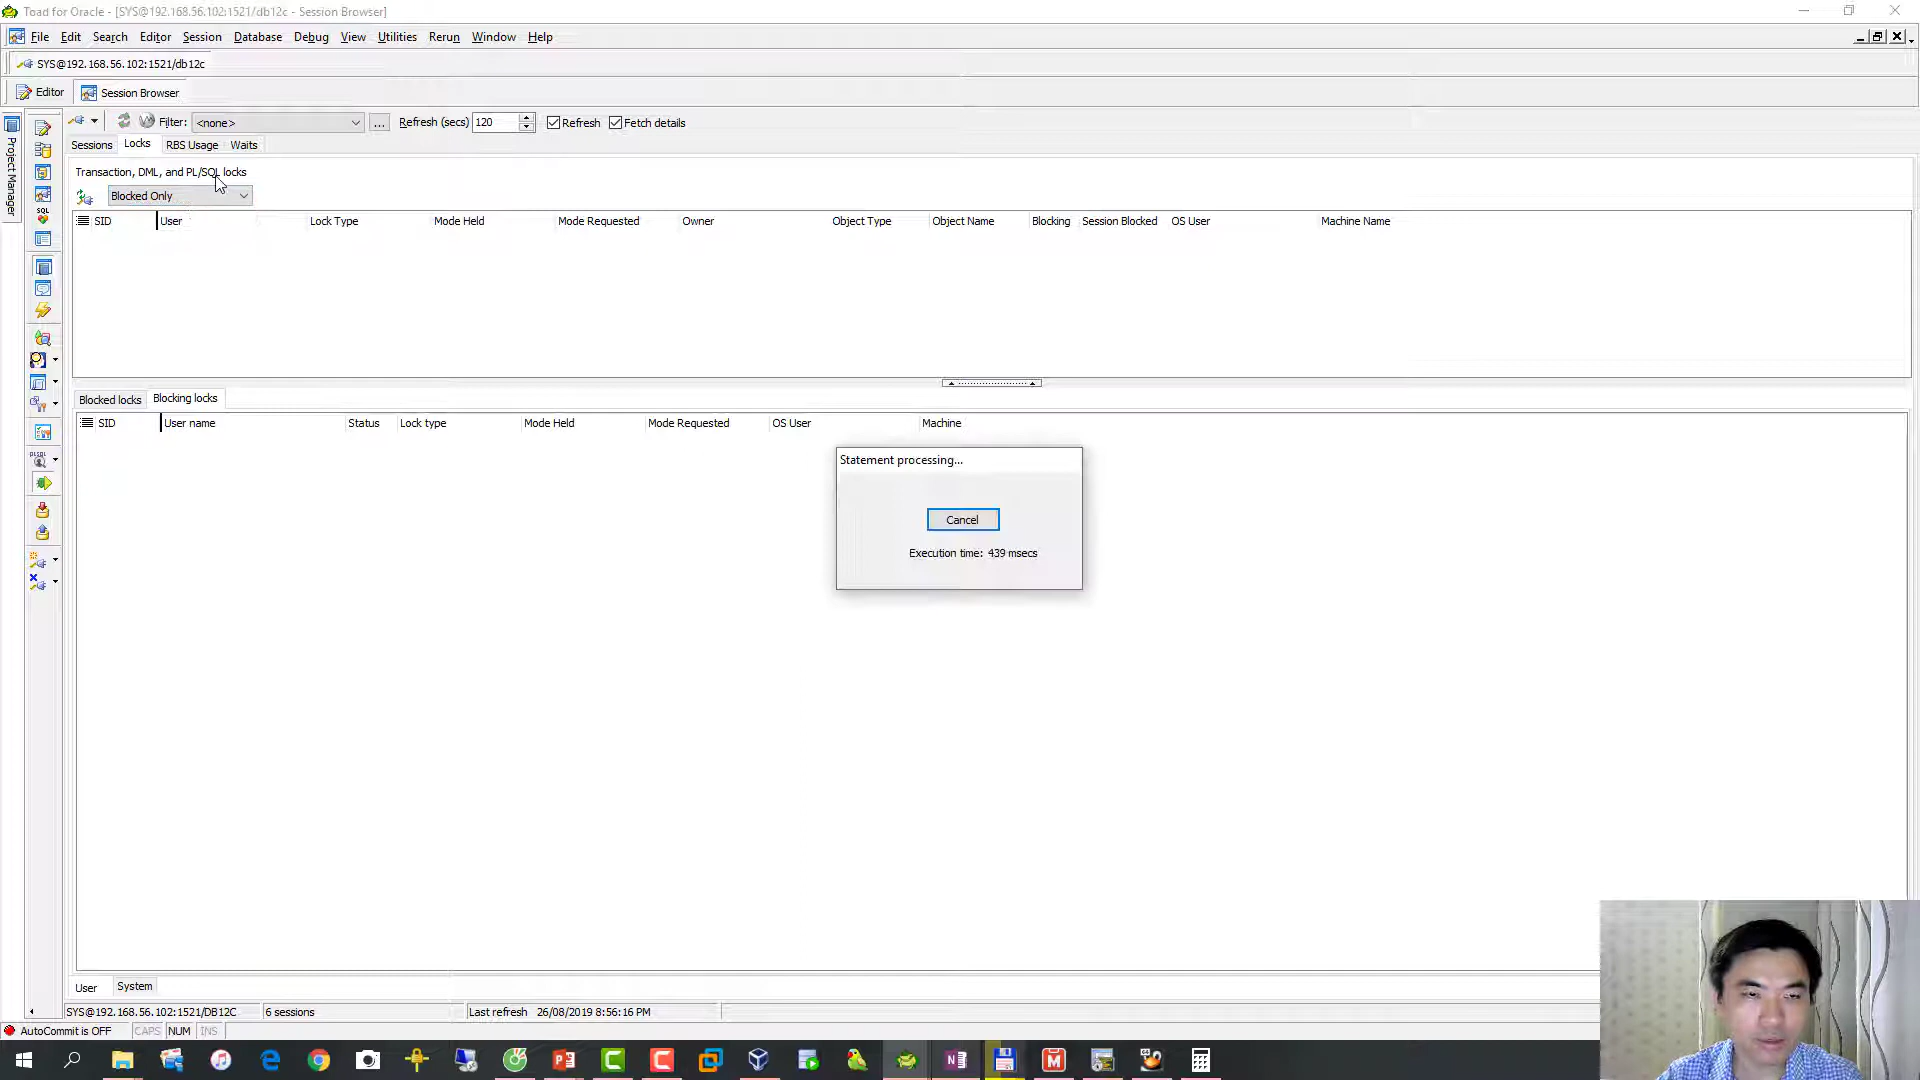 Toad for Oracle - [SYS@192.168.56.102:1521/db12c - Session Browser]
File Edit Search Editor Session Database Debug View Utilities Rerun Window Help
SYS@192.168.56.102:1521/db12c
Editor Session Browser
Filter: <none> ... Refresh (secs) 120 Refresh Fetch details
Project Manager
Sessions Locks RBS Usage Waits
Transaction, DML, and PL/SQL locks
Blocked Only
SQL
SID User Lock Type Mode Held Mode Requested Owner Object Type Object Name Blocking Session Blocked OS User Machine Name
Blocked locks Blocking locks
SID User name Status Lock type Mode Held Mode Requested OS User Machine
Statement processing...
Cancel
Execution time: 439 msecs
User System
SYS@192.168.56.102:1521/DB12C 6 sessions Last refresh 26/08/2019 8:56:16 PM
AutoCommit is OFF CAPS NUM INS